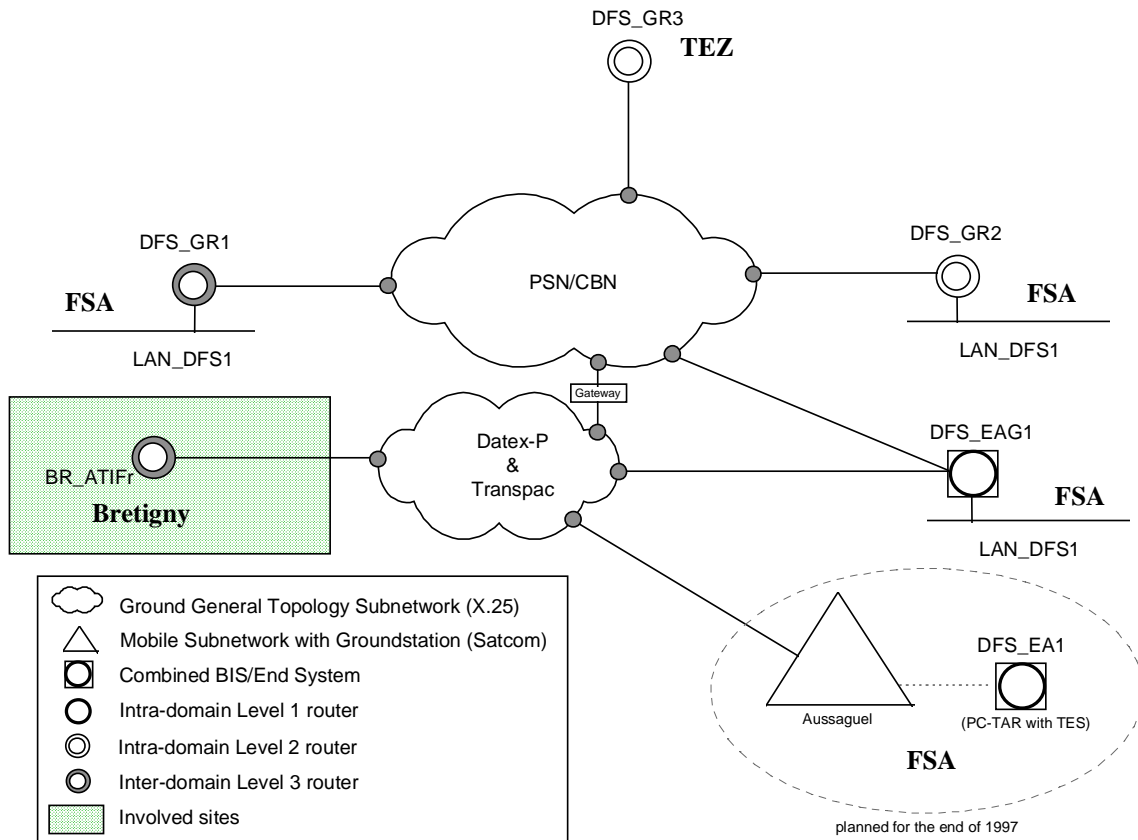 DFS_GR3
TEZ
DFS_GR1
DFS_GR2
PSN/CBN
FSA
FSA
LAN_DFS1
LAN_DFS1
Gateway
Datex-P
&
Transpac
DFS_EAG1
BR_ATIFr
FSA
Bretigny
LAN_DFS1
Ground General Topology Subnetwork (X.25)
Mobile Subnetwork with Groundstation (Satcom)
Combined BIS/End System
Intra-domain Level 1 router
Intra-domain Level 2 router
Inter-domain Level 3 router
Involved sites
DFS_EA1
Aussaguel
(PC-TAR with TES)
FSA
planned for the end of 1997